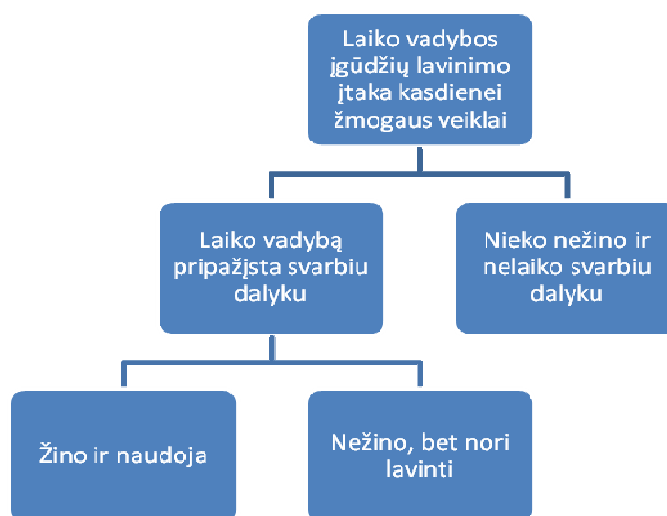 Laiko vadybos
įgūdžių lavinimo
įtaka kasdienei
žmogaus veiklai
Laiko vadybą
pripažįsta svarbiu
dalyku
Nieko nežino ir
nelaiko svarbiu
dalyku
Žino ir naudoja
Nežino, bet nori
lavinti